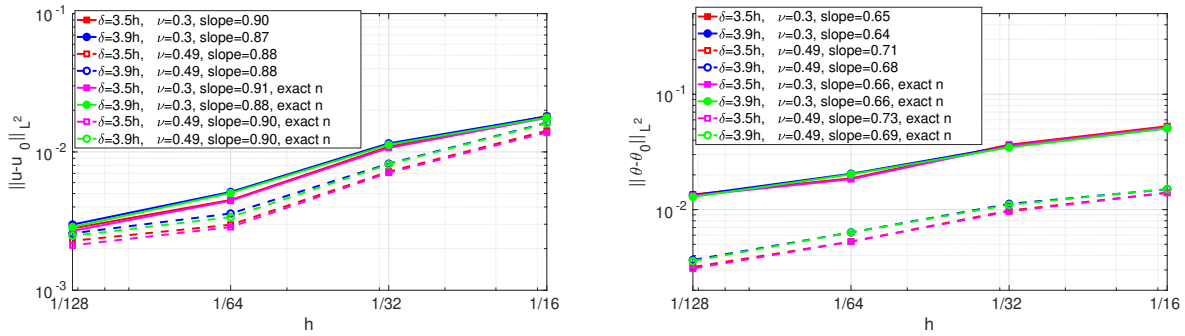 10^-1
δ=3.5h, ν=0.3, slope=0.90
δ=3.9h, ν=0.3, slope=0.87
δ=3.5h, ν=0.49, slope=0.88
δ=3.9h, ν=0.49, slope=0.88
δ=3.5h, ν=0.3, slope=0.91, exact n
δ=3.9h, ν=0.3, slope=0.88, exact n
δ=3.5h, ν=0.49, slope=0.90, exact n
δ=3.9h, ν=0.49, slope=0.90, exact n
||u-u_0||_L^2
10^-2
10^-3
1/128 1/64 1/32 1/16
h
δ=3.5h, ν=0.3, slope=0.65
δ=3.9h, ν=0.3, slope=0.64
δ=3.5h, ν=0.49, slope=0.71
δ=3.9h, ν=0.49, slope=0.68
δ=3.5h, ν=0.3, slope=0.66, exact n
δ=3.9h, ν=0.3, slope=0.66, exact n
δ=3.5h, ν=0.49, slope=0.73, exact n
δ=3.9h, ν=0.49, slope=0.69, exact n
10^-1
||θ-θ_0||_L^2
10^-2
1/128 1/64 1/32 1/16
h